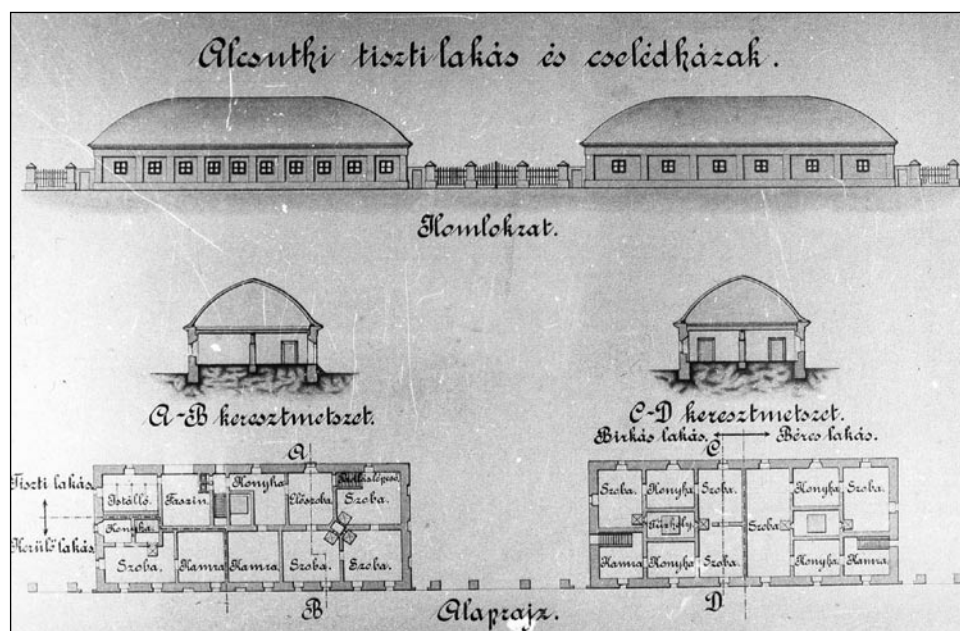 Alcsuthi tiszti lakás és cselédházak.
Homlokzat.
A-B keresztmetszet.
C-D keresztmetszet.
Birkás lakás. Béres lakás.
A
C
Tiszti lakás
Istálló.
Faszin.
Konyha
Előszoba.
Padláslépcső.
Szoba.
Konyha.
Kerülő lakás
Szoba.
Kamra
Kamra.
Szoba.
Szoba.
B
Szoba.
Konyha
Szoba.
Konyha
Szoba.
Tűzhely.
Szoba.
Kamra
Konyha
Szoba.
Konyha
Kamra.
D
Alaprajz.